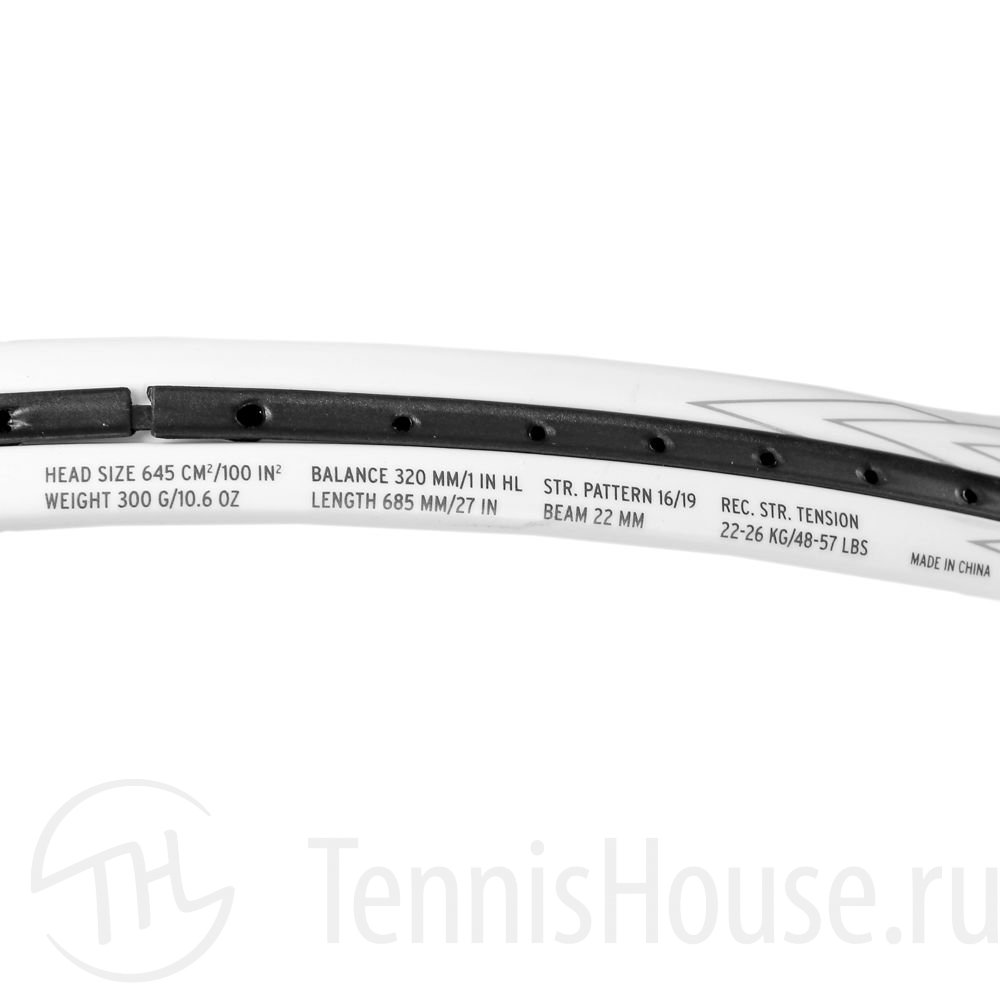 HEAD SIZE 645 CM²/100 IN²
WEIGHT 300 G/10.6 OZ
BALANCE 320 MM/1 IN HL
LENGTH 685 MM/27 IN
STR. PATTERN 16/19
BEAM 22 MM
REC. STR. TENSION
22-26 KG/48-57 LBS
MADE IN CHINA
TH TennisHouse.ru